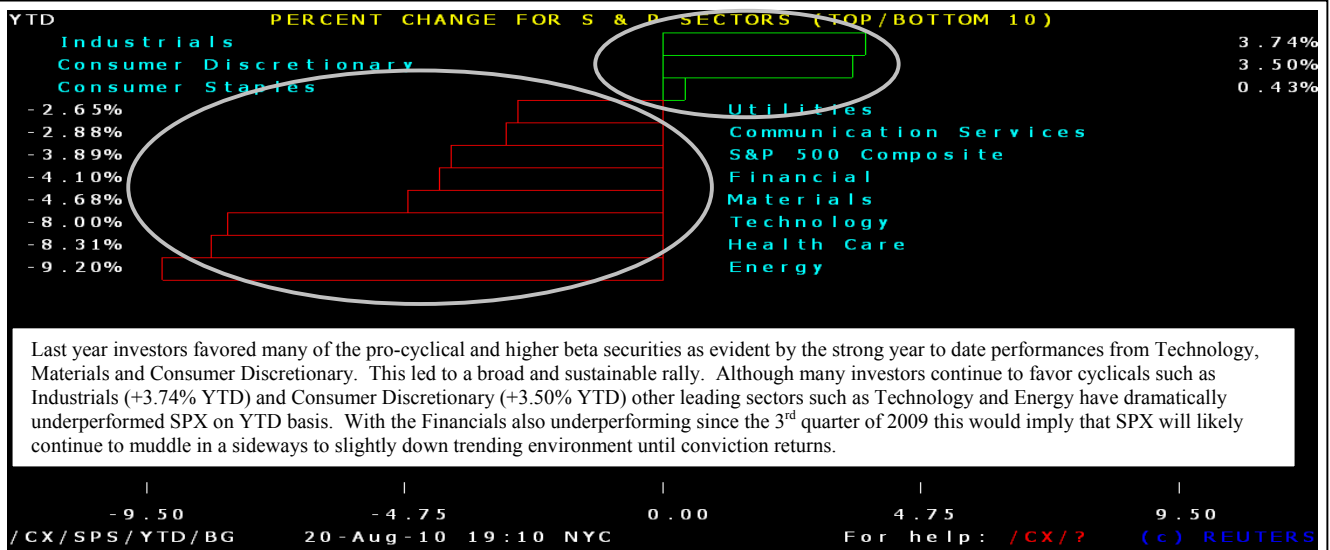 YTD PERCENT CHANGE FOR S & P SECTORS (TOP/BOTTOM 10)
Industrials 3.74%
Consumer Discretionary 3.50%
Consumer Staples 0.43%
-2.65% Utilities
-2.88% Communication Services
-3.89% S&P 500 Composite
-4.10% Financial
-4.68% Materials
-8.00% Technology
-8.31% Health Care
-9.20% Energy
Last year investors favored many of the pro-cyclical and higher beta securities as evident by the strong year to date performances from Technology,
Materials and Consumer Discretionary. This led to a broad and sustainable rally. Although many investors continue to favor cyclicals such as
Industrials (+3.74% YTD) and Consumer Discretionary (+3.50% YTD) other leading sectors such as Technology and Energy have dramatically
underperformed SPX on YTD basis. With the Financials also underperforming since the 3rd quarter of 2009 this would imply that SPX will likely
continue to muddle in a sideways to slightly down trending environment until conviction returns.
-9.50 -4.75 0.00 4.75 9.50
/CX/SPS/YTD/BG 20-Aug-10 19:10 NYC For help: /CX/? (c) REUTERS